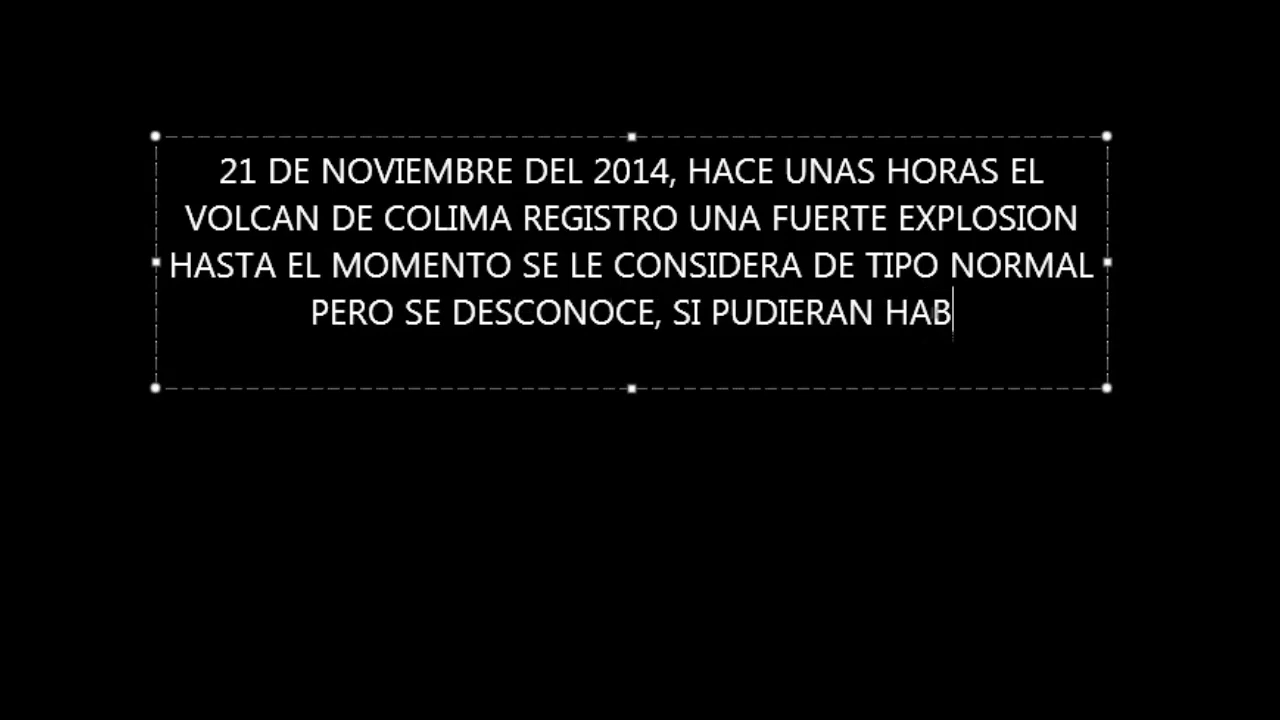 21 DE NOVIEMBRE DEL 2014, HACE UNAS HORAS EL
VOLCAN DE COLIMA REGISTRO UNA FUERTE EXPLOSION
HASTA EL MOMENTO SE LE CONSIDERA DE TIPO NORMAL
PERO SE DESCONOCE, SI PUDIERAN HAB